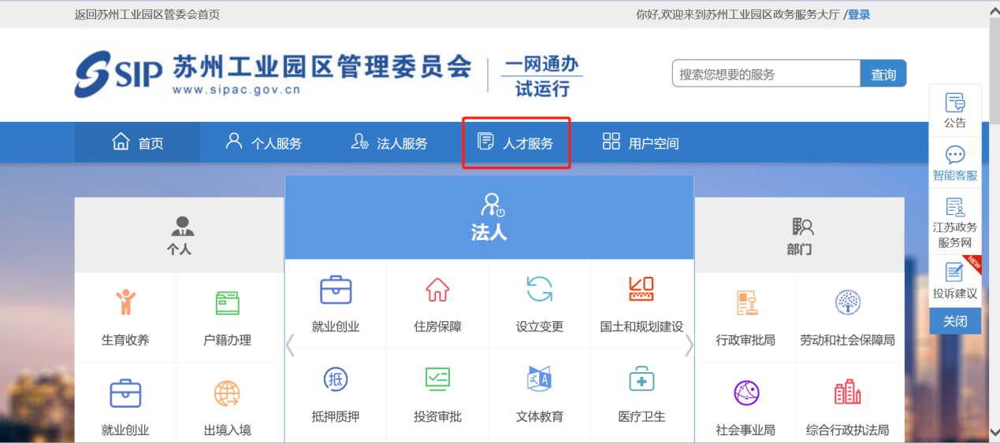 返回苏州工业园区管委会首页
你好,欢迎来到苏州工业园区政务服务大厅 /登录
SIP 苏州工业园区管理委员会
www.sipac.gov.cn
一网通办
试运行
搜索您想要的服务
查询
首页
个人服务
法人服务
人才服务
用户空间
公告
智能客服
江苏政务
服务网
NEW
投诉建议
关闭
个人
生育收养
户籍办理
就业创业
出境入境
法人
就业创业
住房保障
设立变更
国土和规划建设
抵
抵押质押
投资审批
文 A
文体教育
医疗卫生
部门
行政审批局
劳动和社会保障局
社会事业局
综合行政执法局